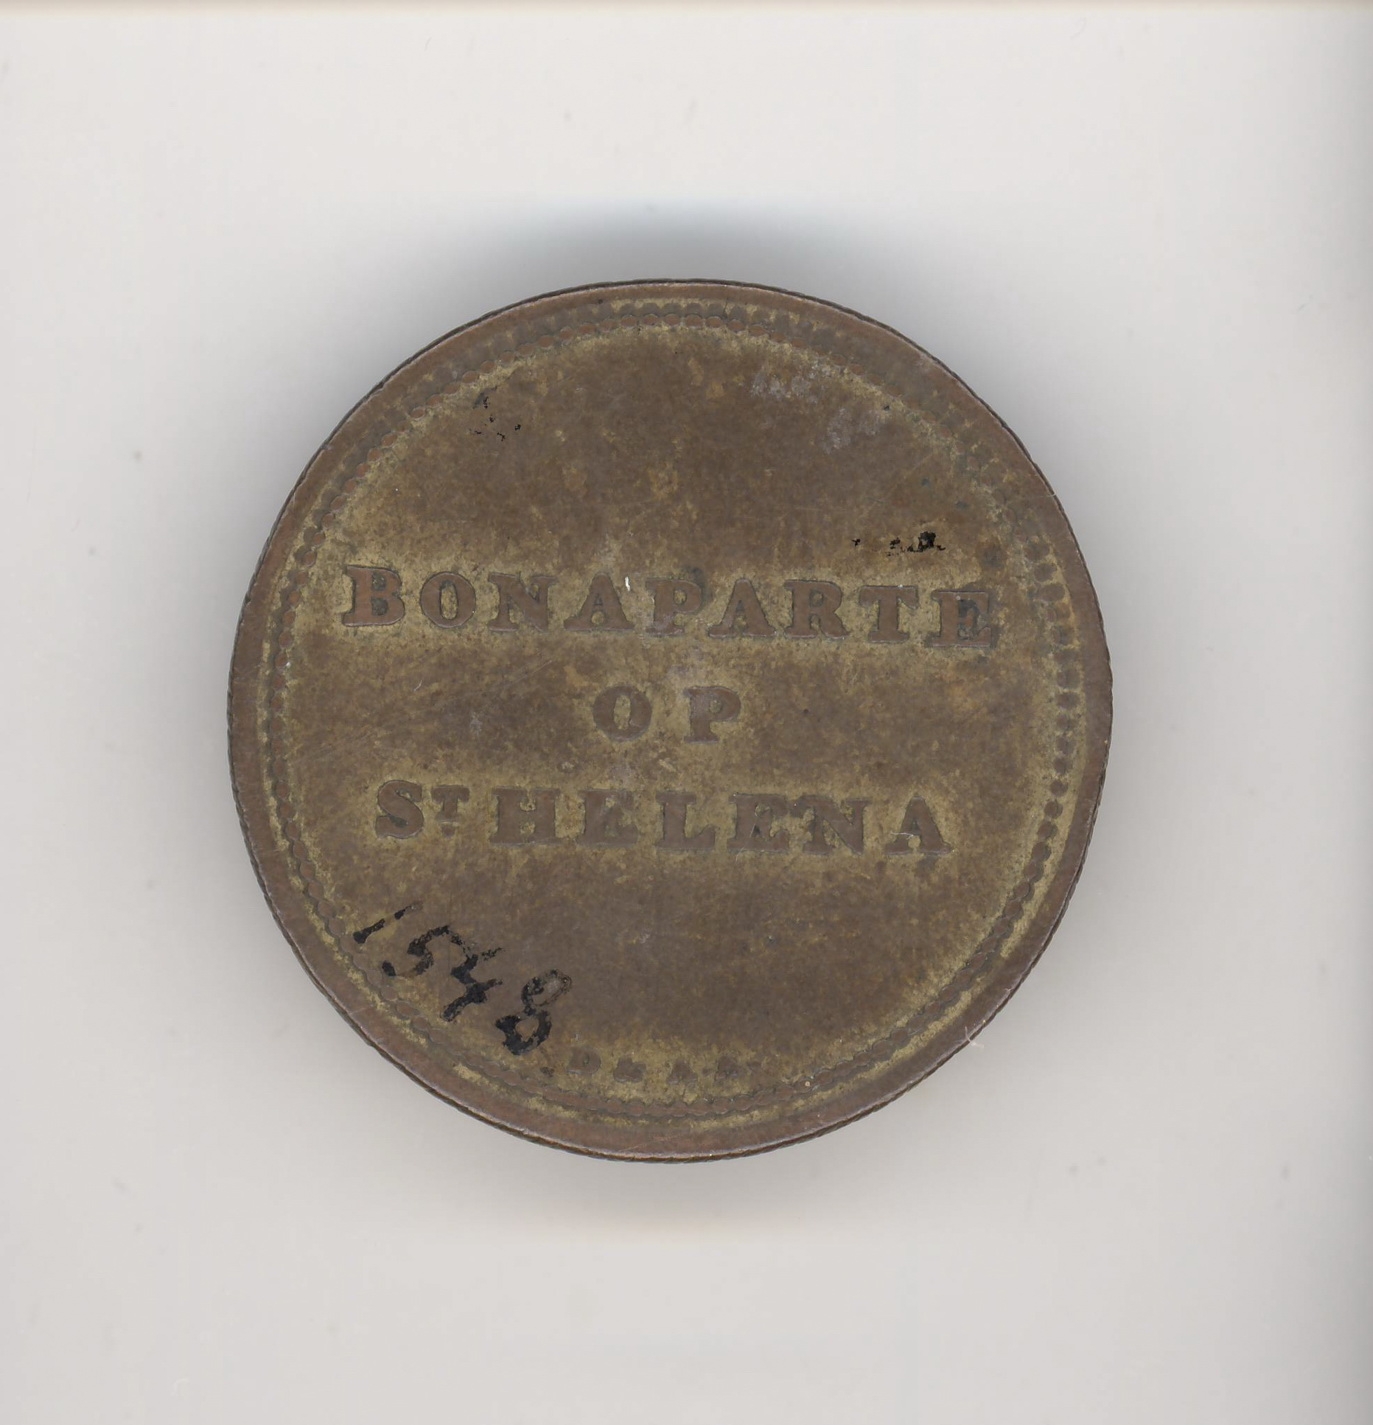 BONAPARTE
OP
ST HELENA
1548